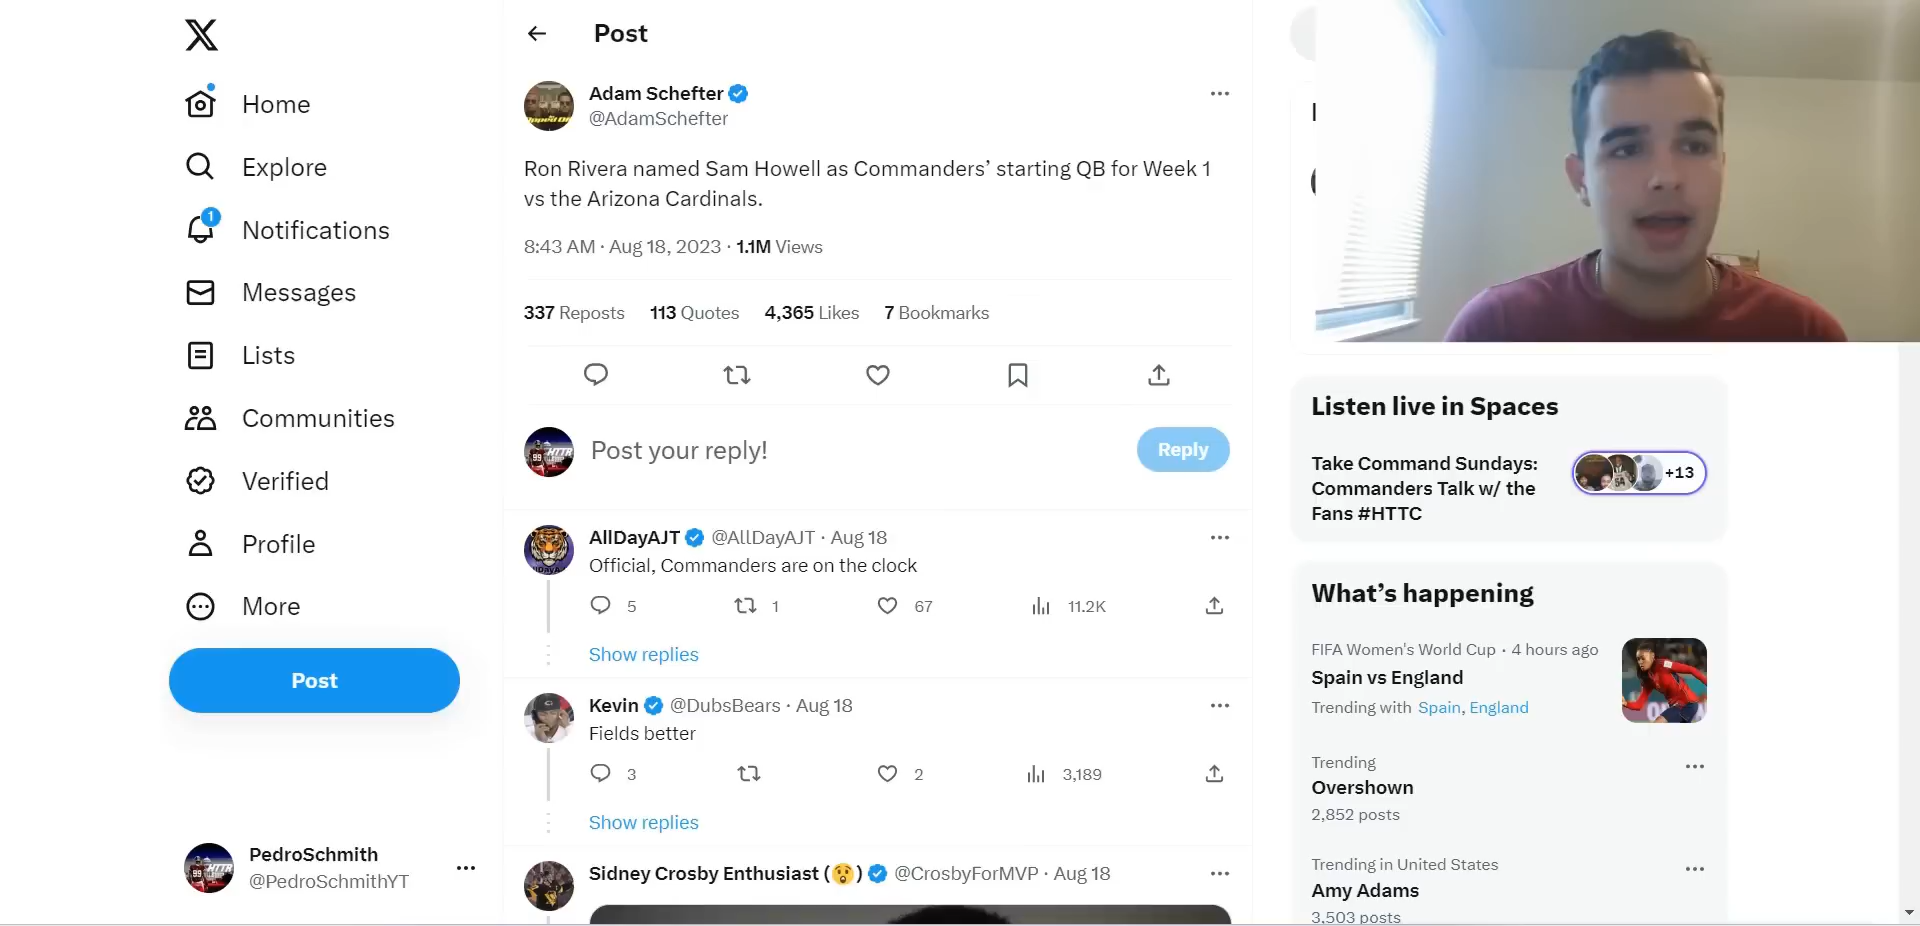 Home
Explore
1
Notifications
Messages
Lists
Communities
Verified
Profile
More
Post
PedroSchmith
@PedroSchmithYT
Post
Adam Schefter
@AdamSchefter
Ron Rivera named Sam Howell as Commanders’ starting QB for Week 1
vs the Arizona Cardinals.
8:43 AM · Aug 18, 2023 · 1.1M Views
337 Reposts 113 Quotes 4,365 Likes 7 Bookmarks
Post your reply!
Reply
AllDayAJT @AllDayAJT · Aug 18
Official, Commanders are on the clock
5 1 67 11.2K
Show replies
Kevin @DubsBears · Aug 18
Fields better
3 2 3,189
Show replies
Sidney Crosby Enthusiast (😲) @CrosbyForMVP · Aug 18
Listen live in Spaces
Take Command Sundays:
Commanders Talk w/ the
Fans #HTTC
+13
What’s happening
FIFA Women's World Cup · 4 hours ago
Spain vs England
Trending with Spain, England
Trending
Overshown
2,852 posts
Trending in United States
Amy Adams
3,503 posts